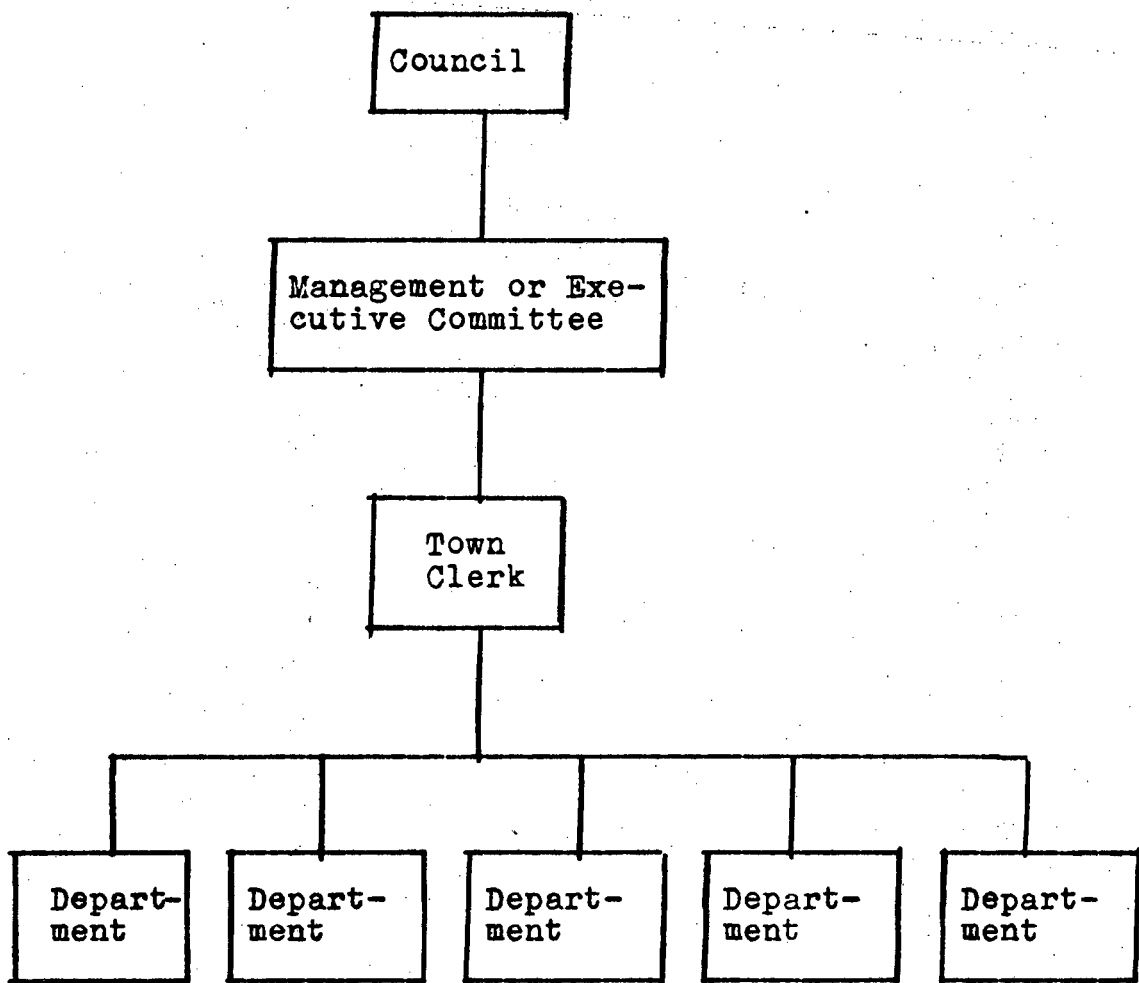 Council
Management or Exe-
cutive Committee
Town
Clerk
Depart-
ment
Depart-
ment
Depart-
ment
Depart-
ment
Depart-
ment